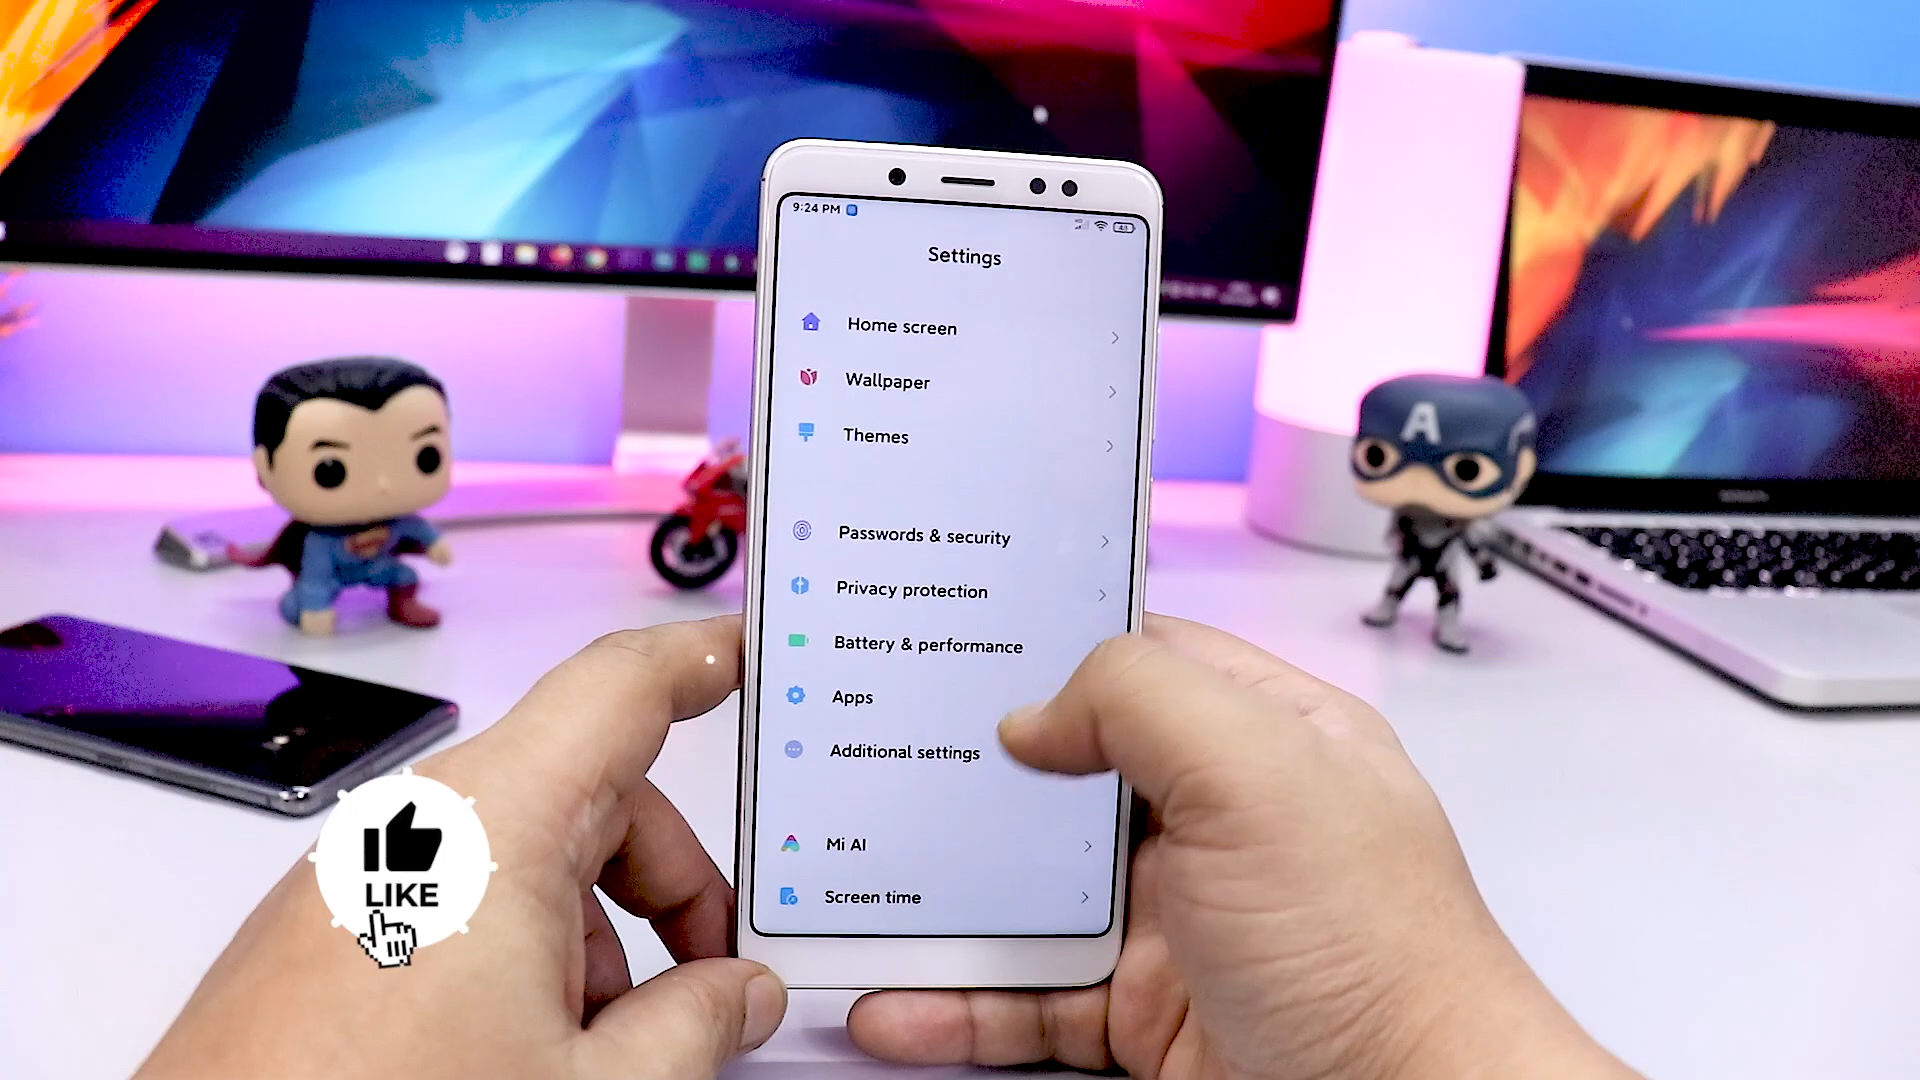 9:24 PM
48
Settings
Home screen
Wallpaper
Themes
A
Passwords & security
Privacy protection
Battery & performance
Apps
Additional settings
Mi AI
Screen time
LIKE